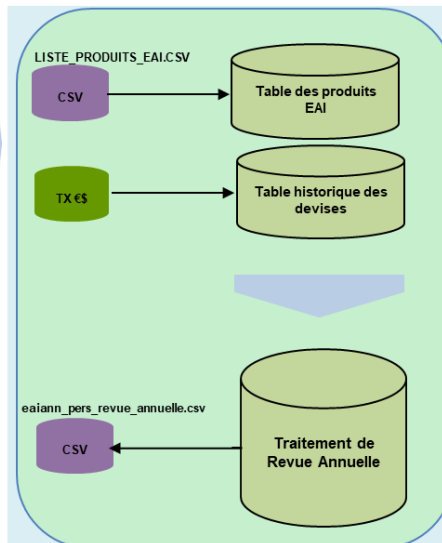 LISTE_PRODUITS_EAI.CSV
CSV
Table des produits
EAI
TX €$
Table historique des
devises
eaiann_pers_revue_annuelle.csv
CSV
Traitement de
Revue Annuelle